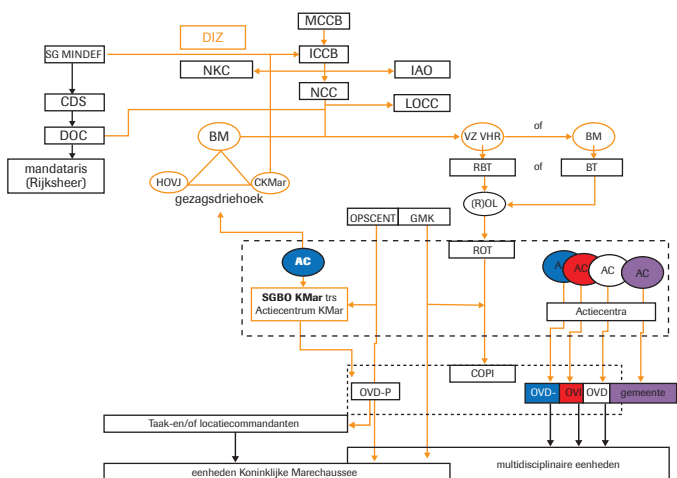 MCCB
DIZ
SG MINDEF
ICCB
NKC
IAO
NCC
CDS
LOCC
DOC
BM
VZ VHR
of
BM
mandataris
(Rijksheer)
RBT
of
BT
HOVJ
CKMar
gezagsdriehoek
(R)OL
OPSCENT
GMK
ROT
AC
AC
AC
AC
SGBO KMar trs
Actiecentrum KMar
Actiecentra
COPI
OVD-P
OVD-
OVD
gemeente
Taak-en/of locatiecommandanten
eenheden Koninklijke Marechaussee
multidisciplinaire eenheden